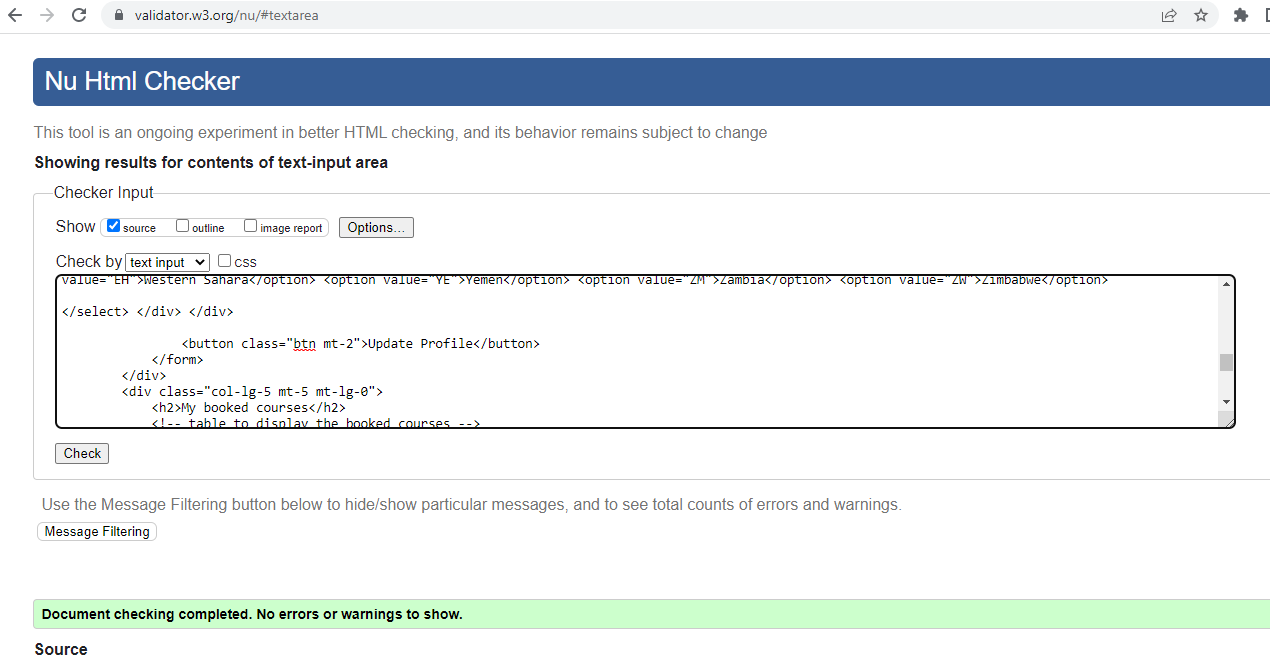 validator.w3.org/nu/#textarea
Nu Html Checker
This tool is an ongoing experiment in better HTML checking, and its behavior remains subject to change
Showing results for contents of text-input area
Checker Input
Show source outline image report Options...
Check by text input css
value="EH">Western Sahara</option> <option value="YE">Yemen</option> <option value="ZM">Zambia</option> <option value="ZW">Zimbabwe</option>
</select> </div> </div>
<button class="btn mt-2">Update Profile</button>
</form>
</div>
<div class="col-lg-5 mt-5 mt-lg-0">
<h2>My booked courses</h2>
<!-- table to display the booked courses -->
Check
Use the Message Filtering button below to hide/show particular messages, and to see total counts of errors and warnings.
Message Filtering
Document checking completed. No errors or warnings to show.
Source